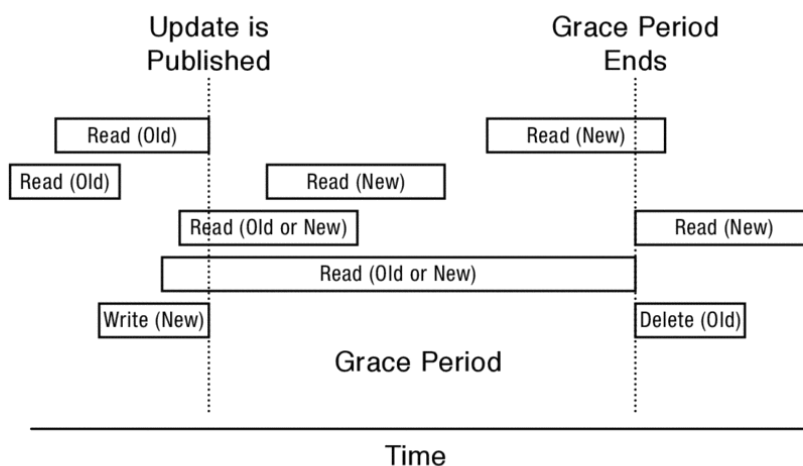 Update is
Published
Grace Period
Ends
Read (Old)
Read (New)
Read (Old)
Read (New)
Read (Old or New)
Read (New)
Read (Old or New)
Write (New)
Delete (Old)
Grace Period
Time